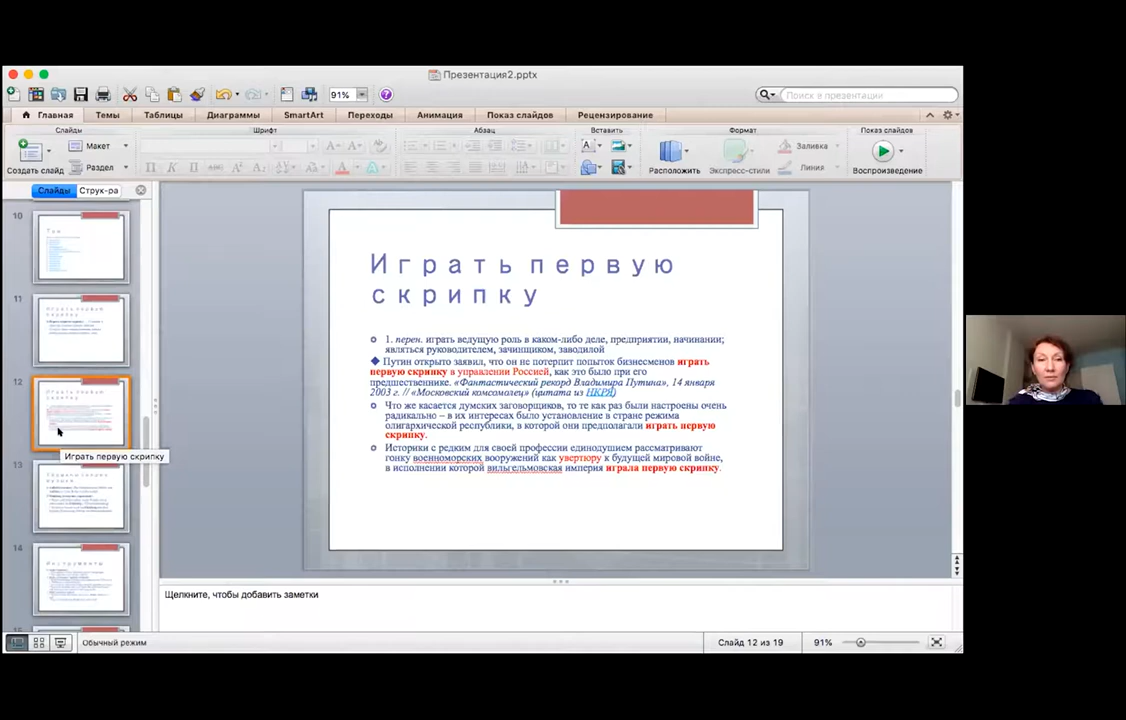 Презентация2.pptx
91%
Поиск в презентации
Главная Темы Таблицы Диаграммы SmartArt Переходы Анимация Показ слайдов Рецензирование
Слайды Шрифт Абзац Вставить Формат Показ слайдов
Макет
Раздел
Создать слайд
Заливка
Линия
Расположить Экспресс-стили Воспроизведение
Слайды Струк-ра
10
11
12
Играть первую скрипку
13
14
Инструменты
Играть первую
скрипку
1. перен. играть ведущую роль в каком-либо деле, предприятии, начинании;
являться руководителем, зачинщиком, заводилой
◆ Путин открыто заявил, что он не потерпит попыток бизнесменов играть
первую скрипку в управлении Россией, как это было при его
предшественнике. «Фантастический рекорд Владимира Путина», 14 января
2003 г. // «Московский комсомолец» (цитата из НКРЯ)
Что же касается думских заговорщиков, то те как раз были настроены очень
радикально – в их интересах было установление в стране режима
олигархической республики, в которой они предполагали играть первую
скрипку.
Историки с редким для своей профессии единодушием рассматривают
гонку военноморских вооружений как увертюру к будущей мировой войне,
в исполнении которой вильгельмовская империя играла первую скрипку.
Щелкните, чтобы добавить заметки
Обычный режим
Слайд 12 из 19
91%